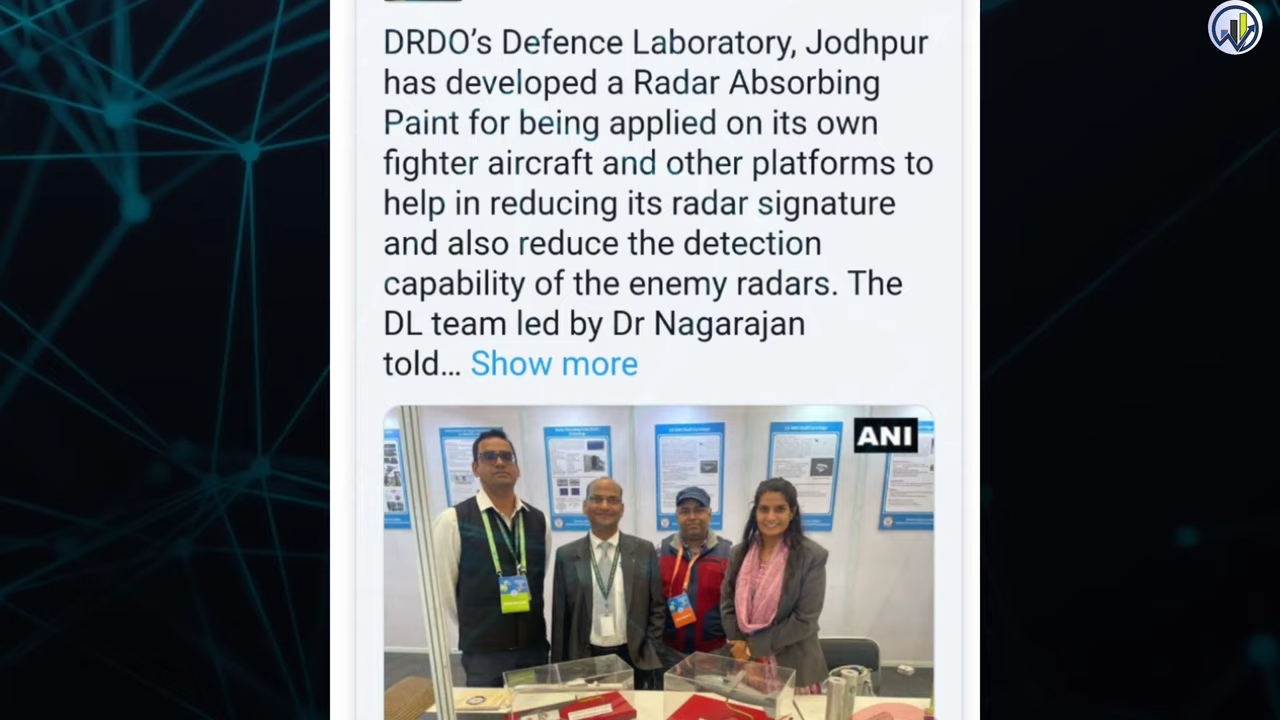 DRDO’s Defence Laboratory, Jodhpur
has developed a Radar Absorbing
Paint for being applied on its own
fighter aircraft and other platforms to
help in reducing its radar signature
and also reduce the detection
capability of the enemy radars. The
DL team led by Dr Nagarajan
told... Show more
ANI